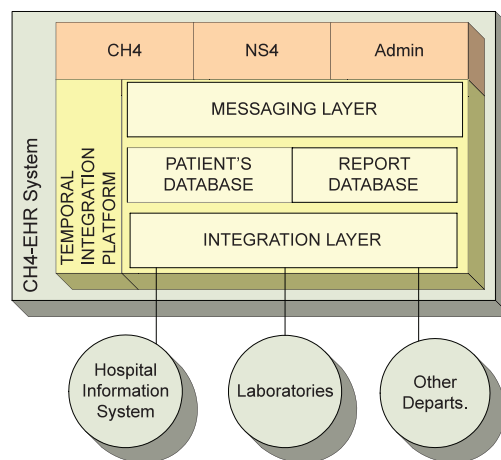 CH4 NS4 Admin
CH4-EHR System
TEMPORAL
INTEGRATION
PLATFORM
MESSAGING LAYER
PATIENT'S
DATABASE
REPORT
DATABASE
INTEGRATION LAYER
Hospital
Information
System
Laboratories
Other
Departs.